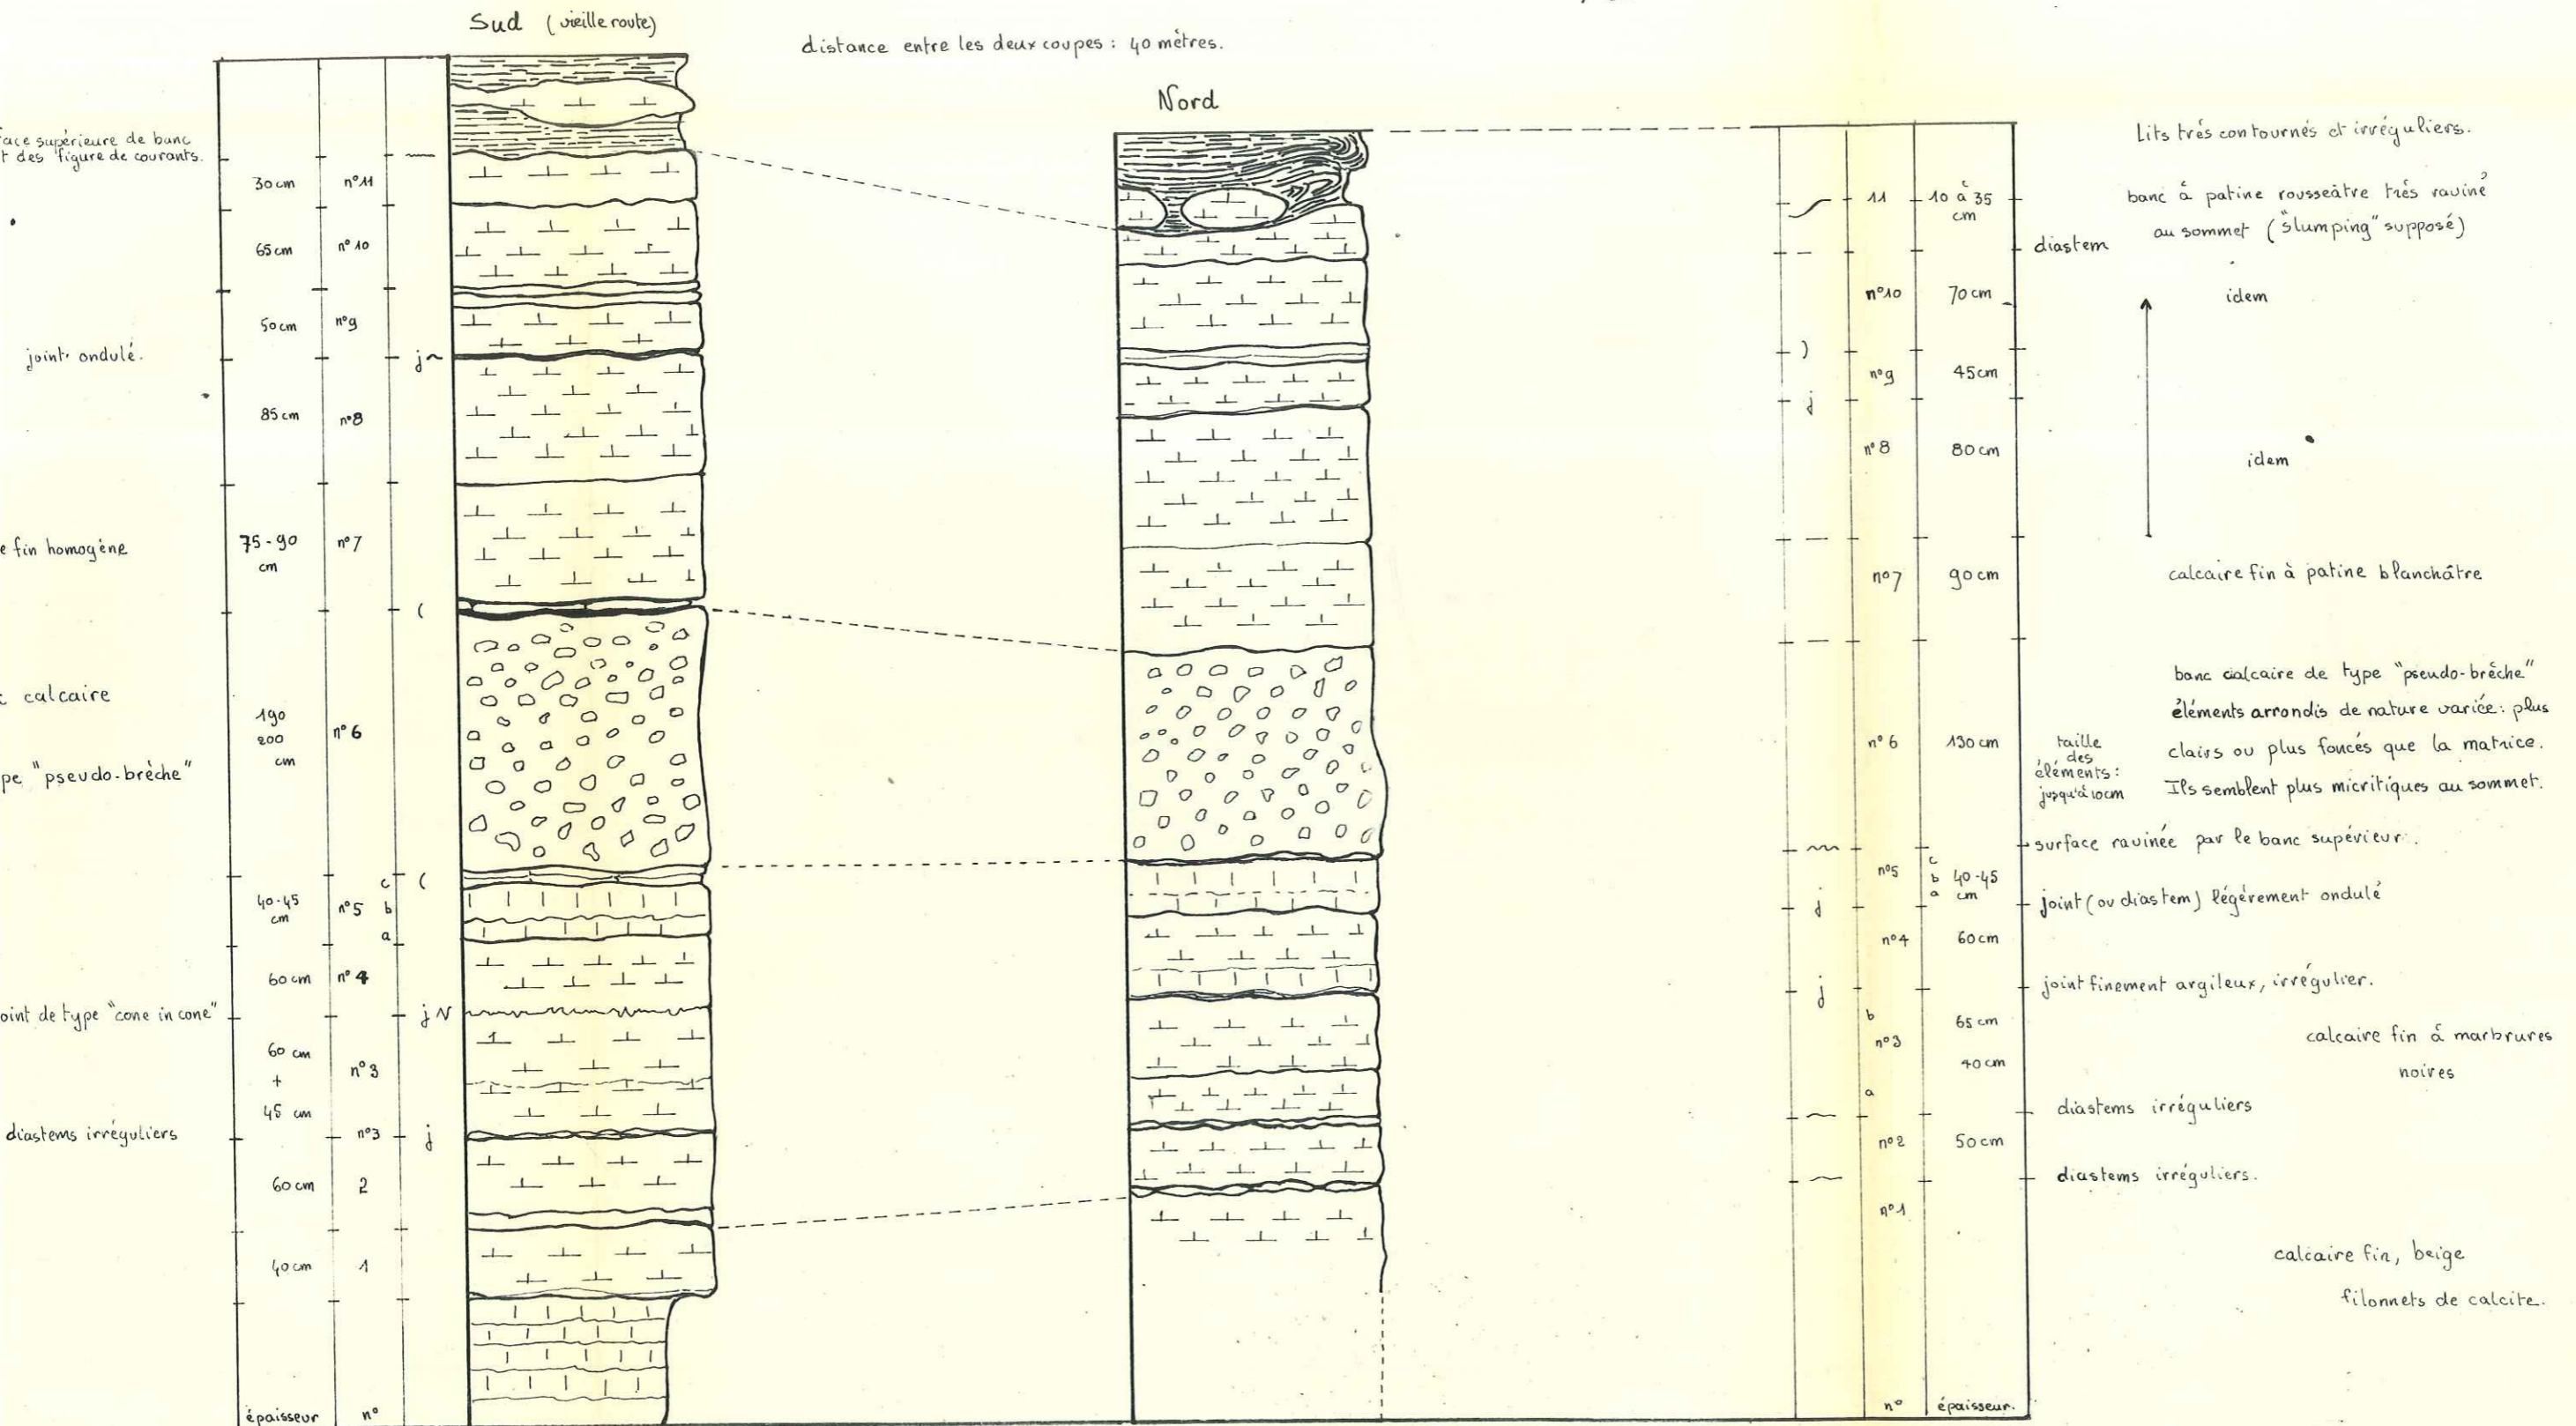 Sud (vieille route)
distance entre les deux coupes : 40 mètres.
Nord
face supérieure de banc
t des figure de courants.
30 cm n°11
65 cm n°10
50 cm n°9
joint ondulé. j~
85 cm n°8
e fin homogène
75-90 n°7
cm
(
c calcaire
190
200 n°6
cm
pe "pseudo-brèche"
c (
40-45 n°5 b
cm
a
60 cm n°4
oint de type "cone in cone" j N
60 cm
+ n°3
45 cm
diastems irréguliers n°3 j
60 cm 2
40 cm 1
épaisseur n°
Lits très contournés et irréguliers.
11 10 à 35
cm
banc à patine rousseâtre très raviné
au sommet ("slumping" supposé)
diastem
n°10 70 cm idem
)
n°9 45 cm
j
n°8 80 cm idem
n°7 90 cm calcaire fin à patine blanchâtre
banc calcaire de type "pseudo-brèche"
éléments arrondis de nature variée : plus
clairs ou plus foncés que la matrice.
Ils semblent plus micritiques au sommet.
n°6 130 cm
taille
des
éléments :
jusqu'à 10cm
surface ravinée par le banc supérieur.
c
n°5 b 40-45
a cm
j joint (ou diastem) légérement ondulé
n°4 60 cm
j joint finement argileux, irrégulier.
b 65 cm
n°3 calcaire fin à marbrures
40 cm noires
a
diastems irréguliers
n°2 50 cm
diastems irréguliers.
n°1
calcaire fin, beige
filonnets de calcite.
n° épaisseur.